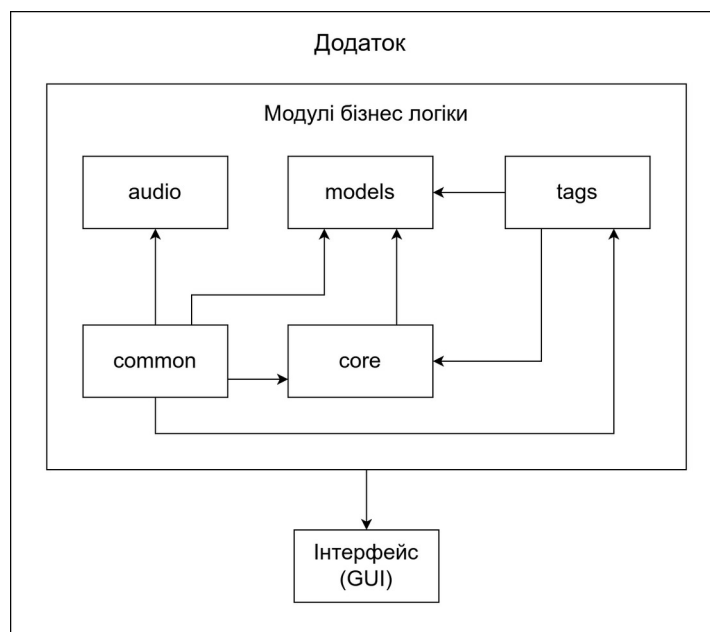 Додаток
Модулі бізнес логіки
audio
models
tags
common
core
Інтерфейс
(GUI)